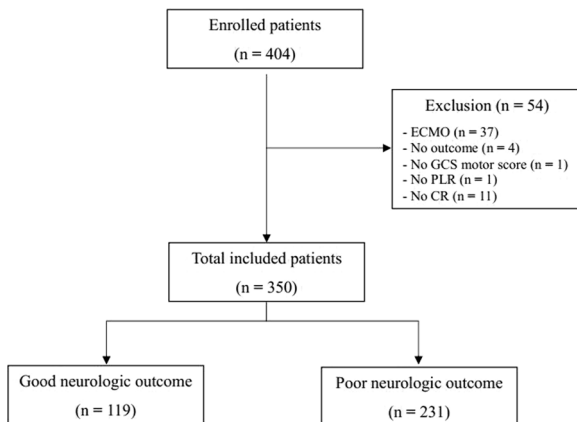 Enrolled patients
(n = 404)
Exclusion (n = 54)
- ECMO (n = 37)
- No outcome (n = 4)
- No GCS motor score (n = 1)
- No PLR (n = 1)
- No CR (n = 11)
Total included patients
(n = 350)
Good neurologic outcome
(n = 119)
Poor neurologic outcome
(n = 231)